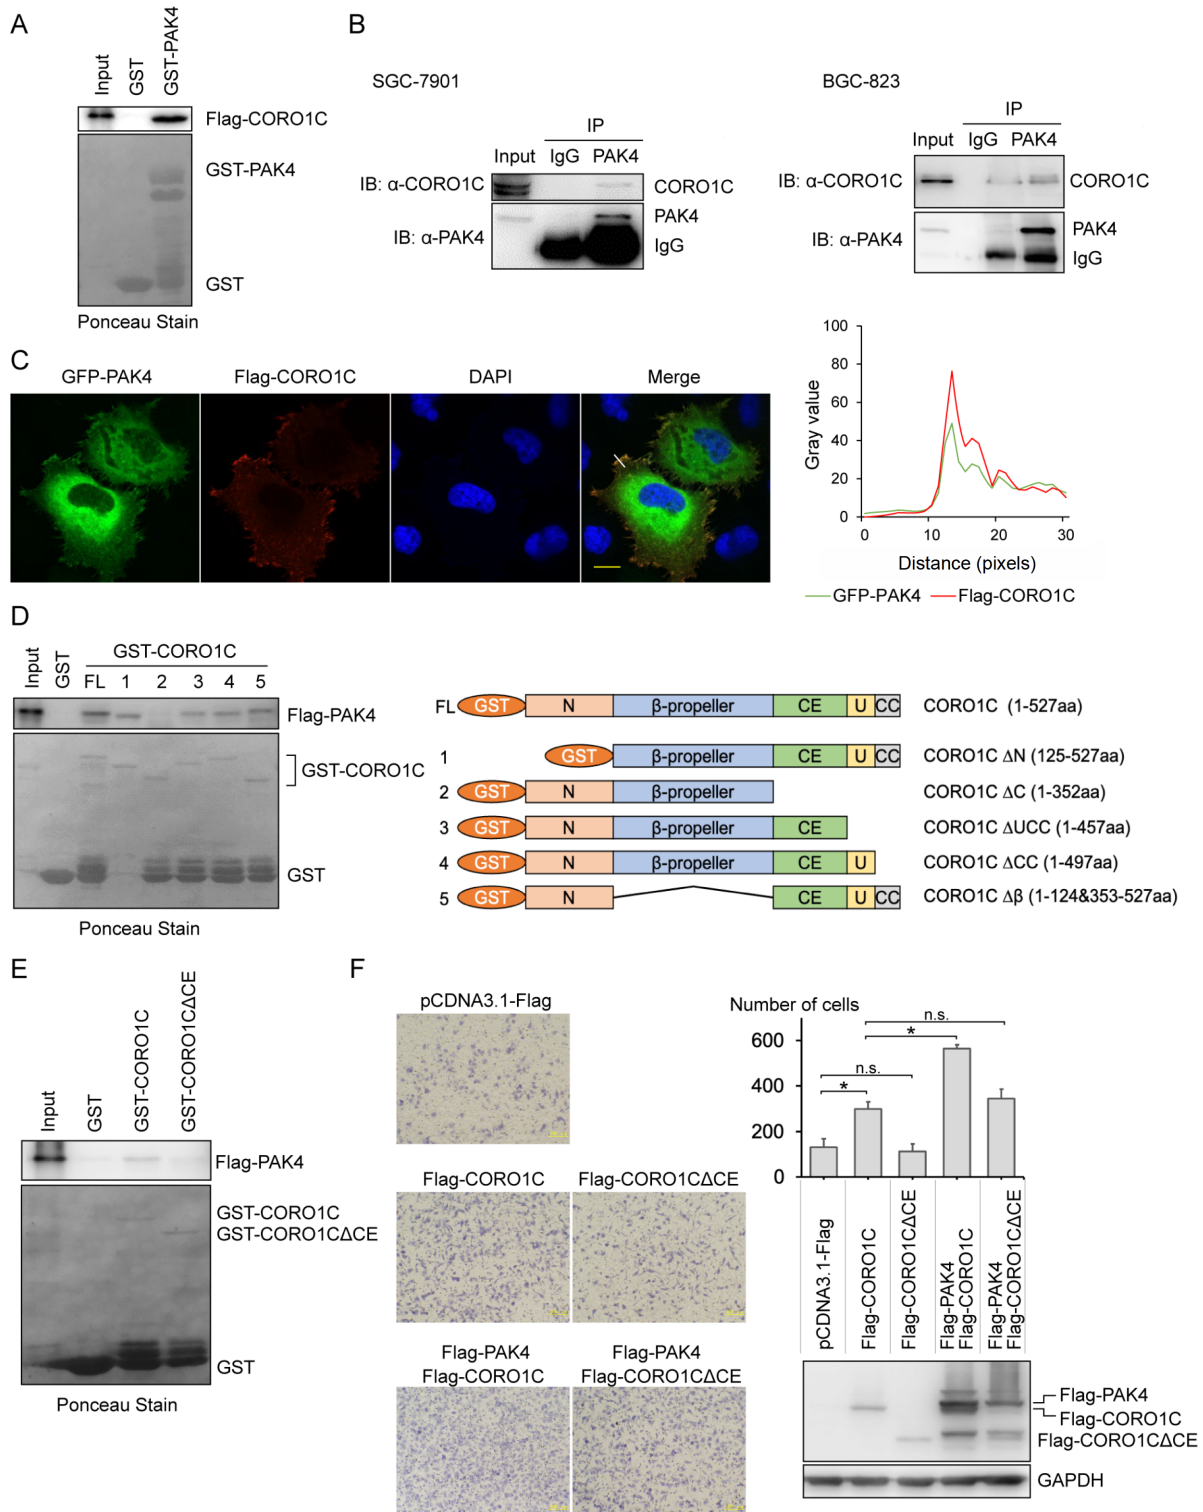 A
Input
GST
GST-PAK4
Flag-CORO1C
GST-PAK4
GST
Ponceau Stain
B
SGC-7901
IP
Input IgG PAK4
IB: α-CORO1C CORO1C
PAK4
IB: α-PAK4
IgG
BGC-823
IP
Input IgG PAK4
IB: α-CORO1C CORO1C
PAK4
IB: α-PAK4
IgG
C
GFP-PAK4 Flag-CORO1C DAPI Merge
Gray value
100
80
60
40
20
0
0 10 20 30
Distance (pixels)
GFP-PAK4 Flag-CORO1C
D
Input
GST
GST-CORO1C
FL 1 2 3 4 5
Flag-PAK4
GST-CORO1C
GST
Ponceau Stain
FL GST N β-propeller CE U CC CORO1C (1-527aa)
1 GST β-propeller CE U CC CORO1C ΔN (125-527aa)
2 GST N β-propeller CORO1C ΔC (1-352aa)
3 GST N β-propeller CE CORO1C ΔUCC (1-457aa)
4 GST N β-propeller CE U CORO1C ΔCC (1-497aa)
5 GST N CE U CC CORO1C Δβ (1-124&353-527aa)
E
Input
GST
GST-CORO1C
GST-CORO1CΔCE
Flag-PAK4
GST-CORO1C
GST-CORO1CΔCE
GST
Ponceau Stain
F
pCDNA3.1-Flag
Flag-CORO1C Flag-CORO1CΔCE
Flag-PAK4 Flag-PAK4
Flag-CORO1C Flag-CORO1CΔCE
Number of cells
600
400
200
0
*
n.s.
*
n.s.
pCDNA3.1-Flag
Flag-CORO1C
Flag-CORO1CΔCE
Flag-PAK4
Flag-CORO1C
Flag-PAK4
Flag-CORO1CΔCE
Flag-PAK4
Flag-CORO1C
Flag-CORO1CΔCE
GAPDH